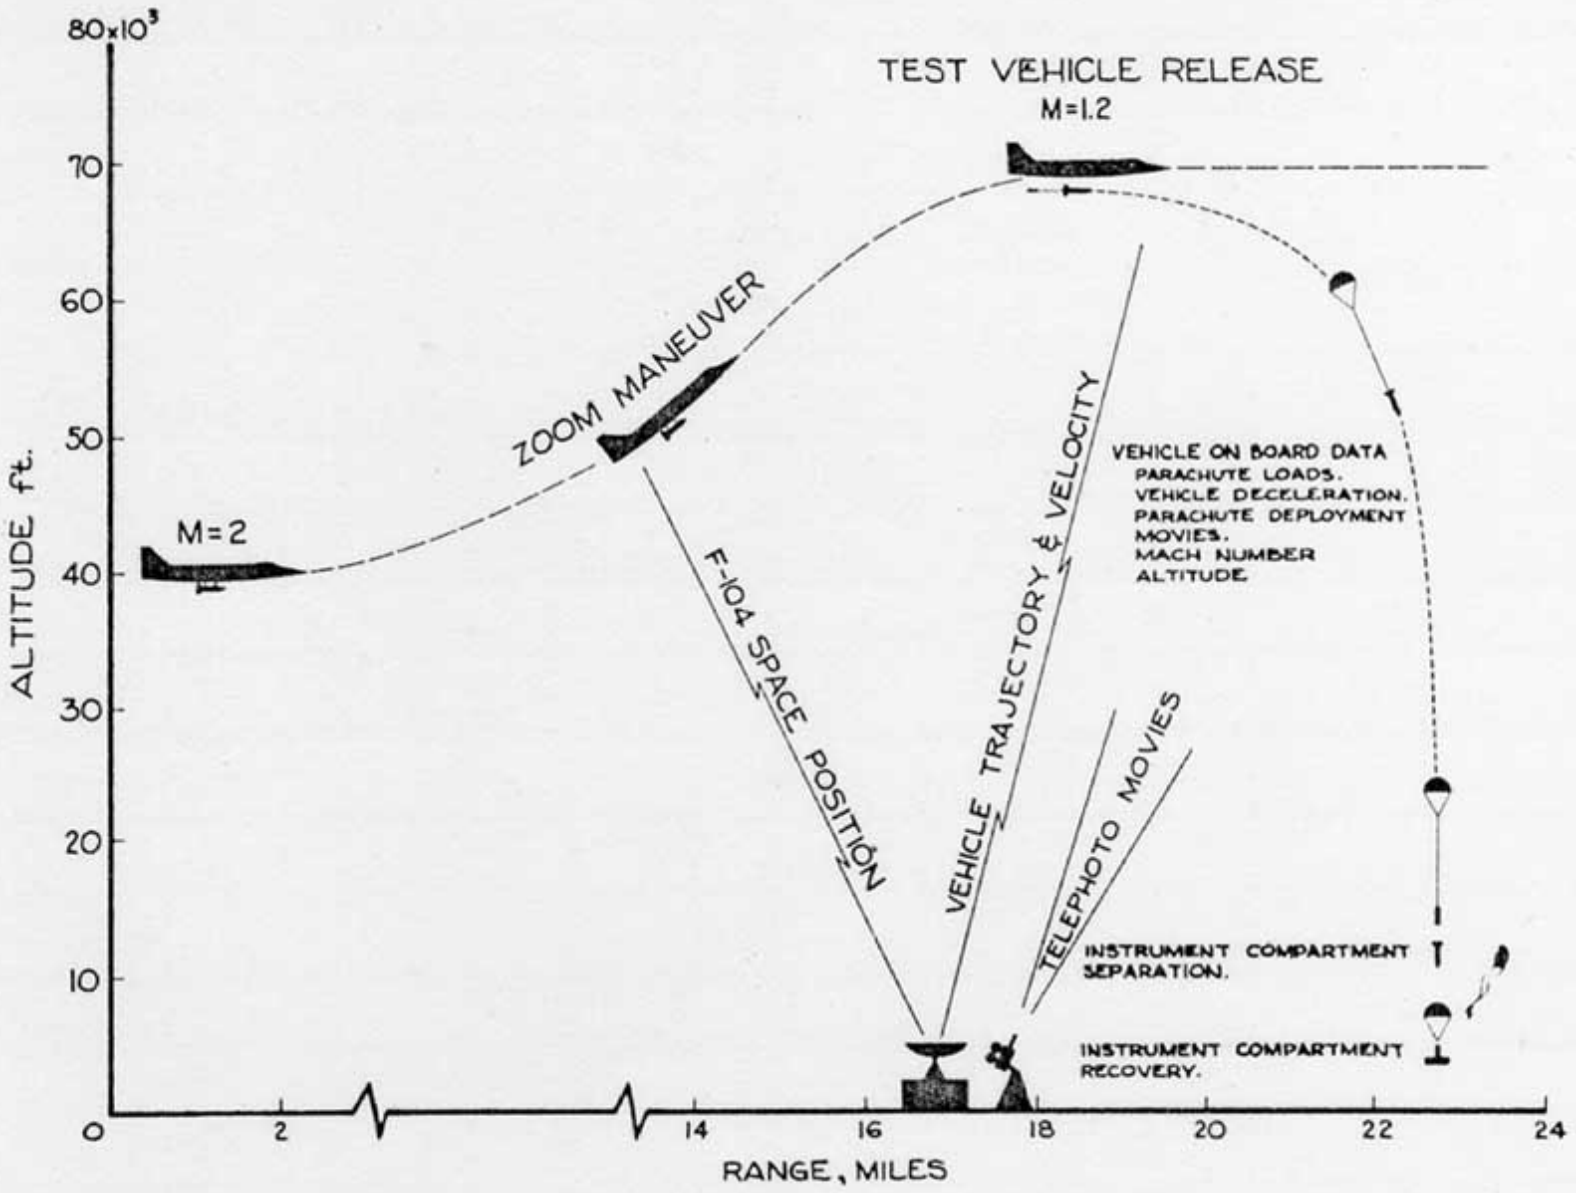 80x10³
TEST VEHICLE RELEASE
M=1.2
70
60
ZOOM MANEUVER
50
VEHICLE ON BOARD DATA
PARACHUTE LOADS.
VEHICLE DECELERATION.
PARACHUTE DEPLOYMENT
MOVIES.
MACH NUMBER
ALTITUDE
M=2
40
ALTITUDE ft.
F-104 SPACE POSITION
VEHICLE TRAJECTORY & VELOCITY
TELEPHOTO MOVIES
30
20
10
INSTRUMENT COMPARTMENT
SEPARATION.
INSTRUMENT COMPARTMENT
RECOVERY.
0 2 14 16 18 20 22 24
RANGE, MILES